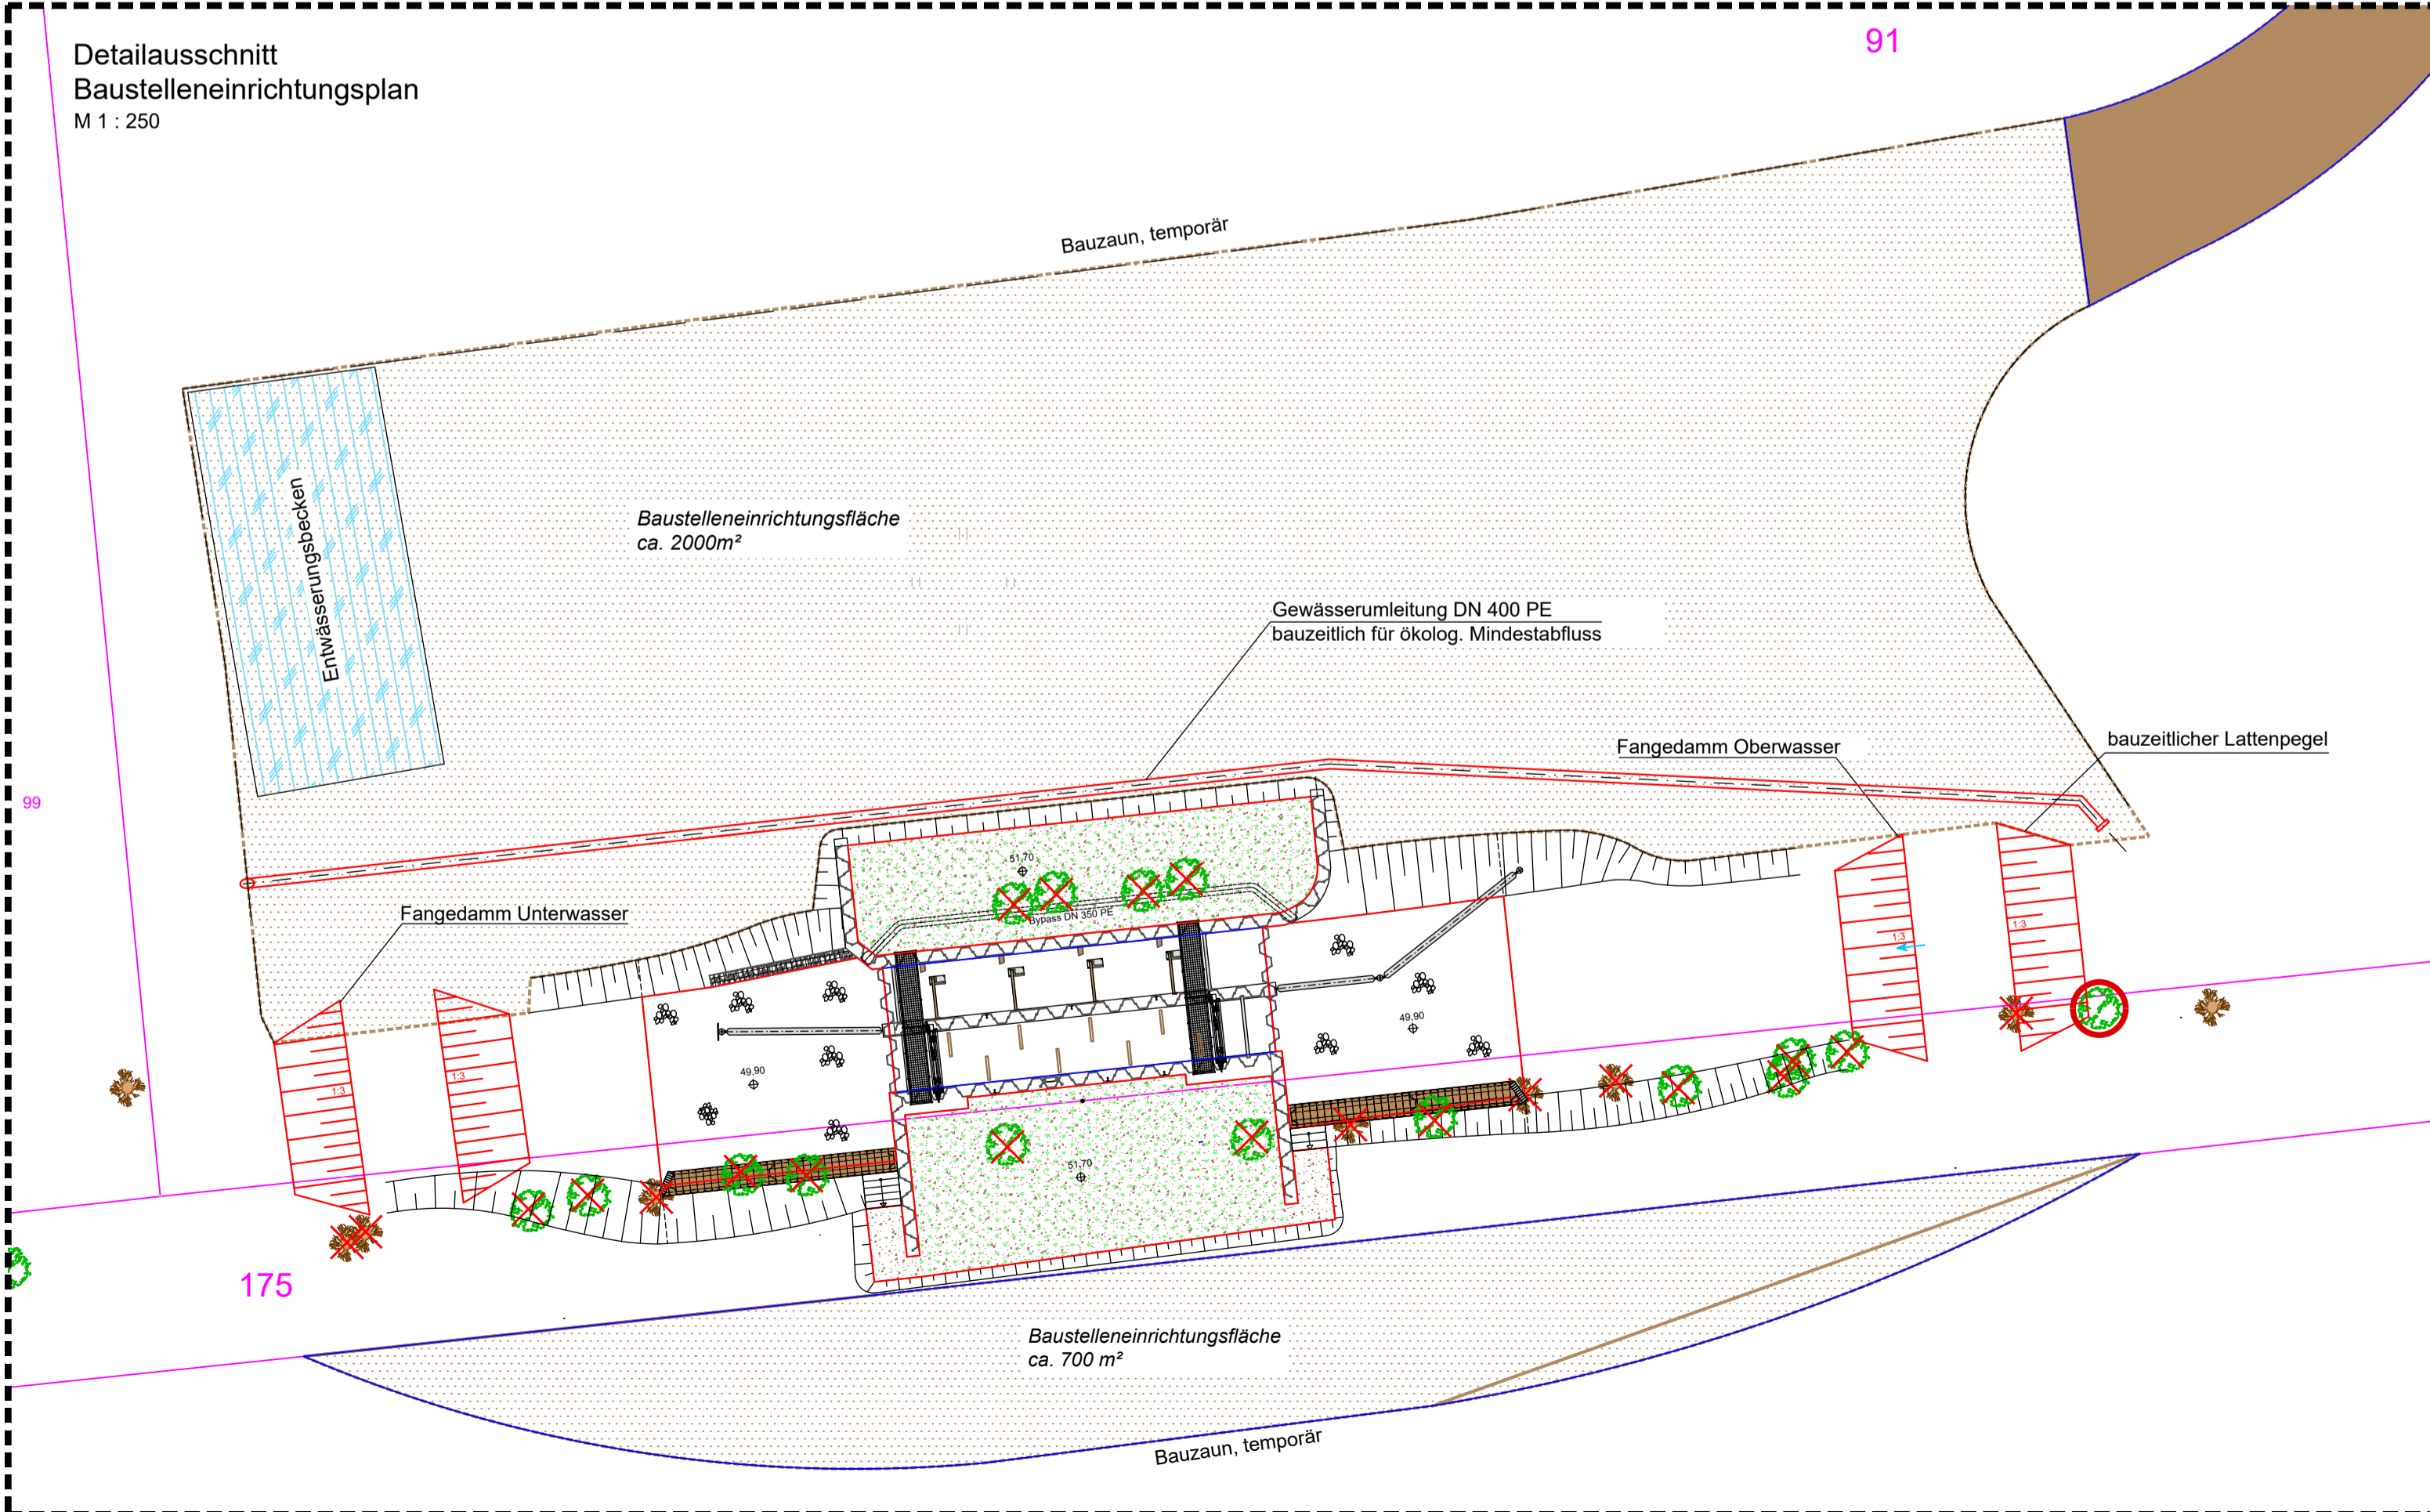 Detailausschnitt
Baustelleneinrichtungsplan
M 1 : 250
91
Bauzaun, temporär
Entwässerungsbecken
Baustelleneinrichtungsfläche
ca. 2000m²
Gewässerumleitung DN 400 PE
bauzeitlich für ökolog. Mindestabfluss
Fangedamm Oberwasser
bauzeitlicher Lattenpegel
99
51,70
Bypass DN 350 PE
Fangedamm Unterwasser
1:3
1:3
49,90
49,90
1:3
1:3
51,70
175
Baustelleneinrichtungsfläche
ca. 700 m²
Bauzaun, temporär